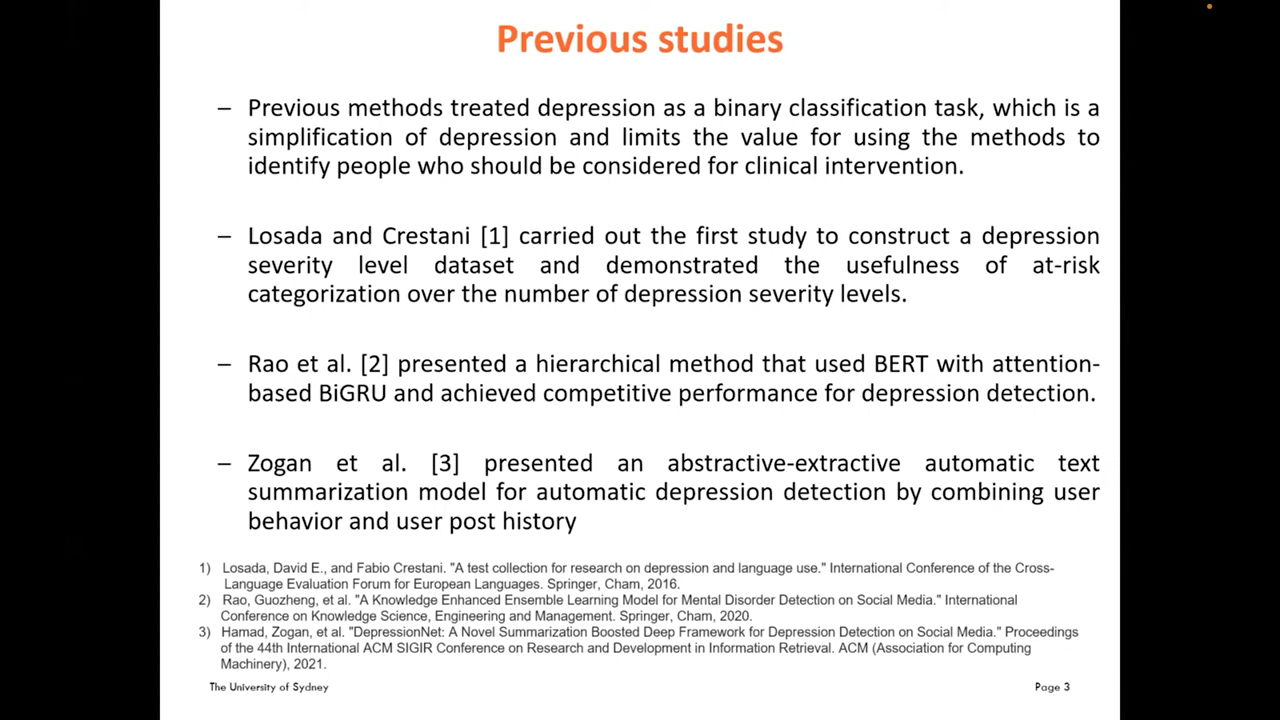 Previous studies
– Previous methods treated depression as a binary classification task, which is a
simplification of depression and limits the value for using the methods to
identify people who should be considered for clinical intervention.
– Losada and Crestani [1] carried out the first study to construct a depression
severity level dataset and demonstrated the usefulness of at-risk
categorization over the number of depression severity levels.
– Rao et al. [2] presented a hierarchical method that used BERT with attention-
based BiGRU and achieved competitive performance for depression detection.
– Zogan et al. [3] presented an abstractive-extractive automatic text
summarization model for automatic depression detection by combining user
behavior and user post history
1) Losada, David E., and Fabio Crestani. "A test collection for research on depression and language use." International Conference of the Cross-
Language Evaluation Forum for European Languages. Springer, Cham, 2016.
2) Rao, Guozheng, et al. "A Knowledge Enhanced Ensemble Learning Model for Mental Disorder Detection on Social Media." International
Conference on Knowledge Science, Engineering and Management. Springer, Cham, 2020.
3) Hamad, Zogan, et al. "DepressionNet: A Novel Summarization Boosted Deep Framework for Depression Detection on Social Media." Proceedings
of the 44th International ACM SIGIR Conference on Research and Development in Information Retrieval. ACM (Association for Computing
Machinery), 2021.
The University of Sydney Page 3